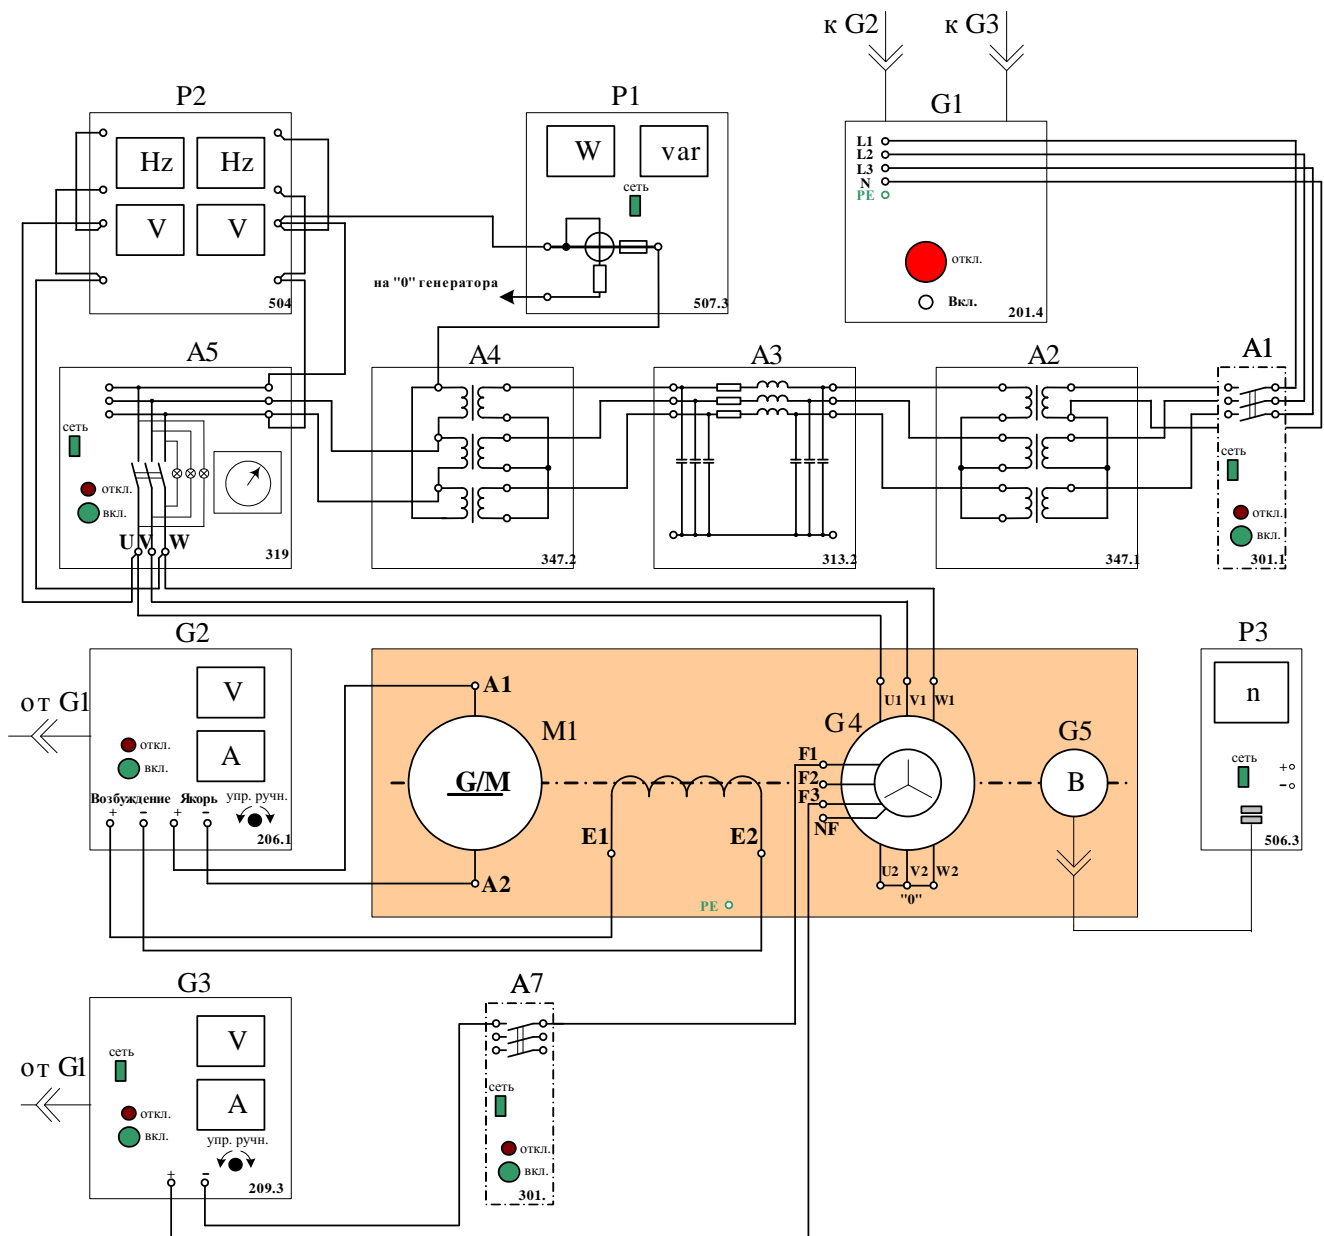 к G2
к G3
P2
P1
G1
Hz
Hz
V
V
504
W
var
сеть
на "0" генератора
507.3
L1
L2
L3
N
PE
откл.
Вкл.
201.4
A5
A4
A3
A2
A1
сеть
откл.
вкл.
U V W
319
347.2
313.2
347.1
сеть
откл.
вкл.
301.1
G2
P3
от G1
V
A
откл.
вкл.
Возбуждение
Якорь
упр. ручн.
+
-
+
-
206.1
A1
M1
G/M
A2
E1
E2
PE
G4
U1
V1
W1
F1
F2
F3
NF
U2
V2
W2
"0"
G5
B
n
сеть
+
-
506.3
G3
A7
от G1
сеть
V
A
откл.
вкл.
упр. ручн.
+
-
209.3
сеть
откл.
вкл.
301.